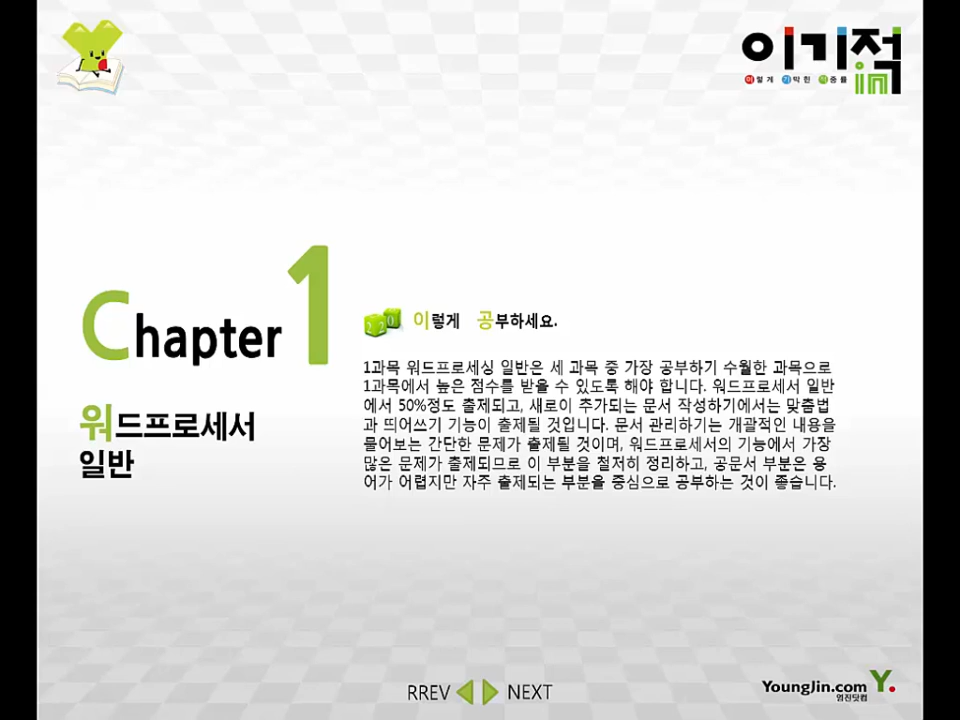 이기적
이렇게 기막힌 적중률
in
Chapter 1
워드프로세서
일반
이렇게 공부하세요.
1과목 워드프로세싱 일반은 세 과목 중 가장 공부하기 수월한 과목으로
1과목에서 높은 점수를 받을 수 있도록 해야 합니다. 워드프로세서 일반
에서 50%정도 출제되고, 새로이 추가되는 문서 작성하기에서는 맞춤법
과 띄어쓰기 기능이 출제될 것입니다. 문서 관리하기는 개괄적인 내용을
물어보는 간단한 문제가 출제될 것이며, 워드프로세서의 기능에서 가장
많은 문제가 출제되므로 이 부분을 철저히 정리하고, 공문서 부분은 용
어가 어렵지만 자주 출제되는 부분을 중심으로 공부하는 것이 좋습니다.
RREV NEXT
YoungJin.com Y.
영진닷컴